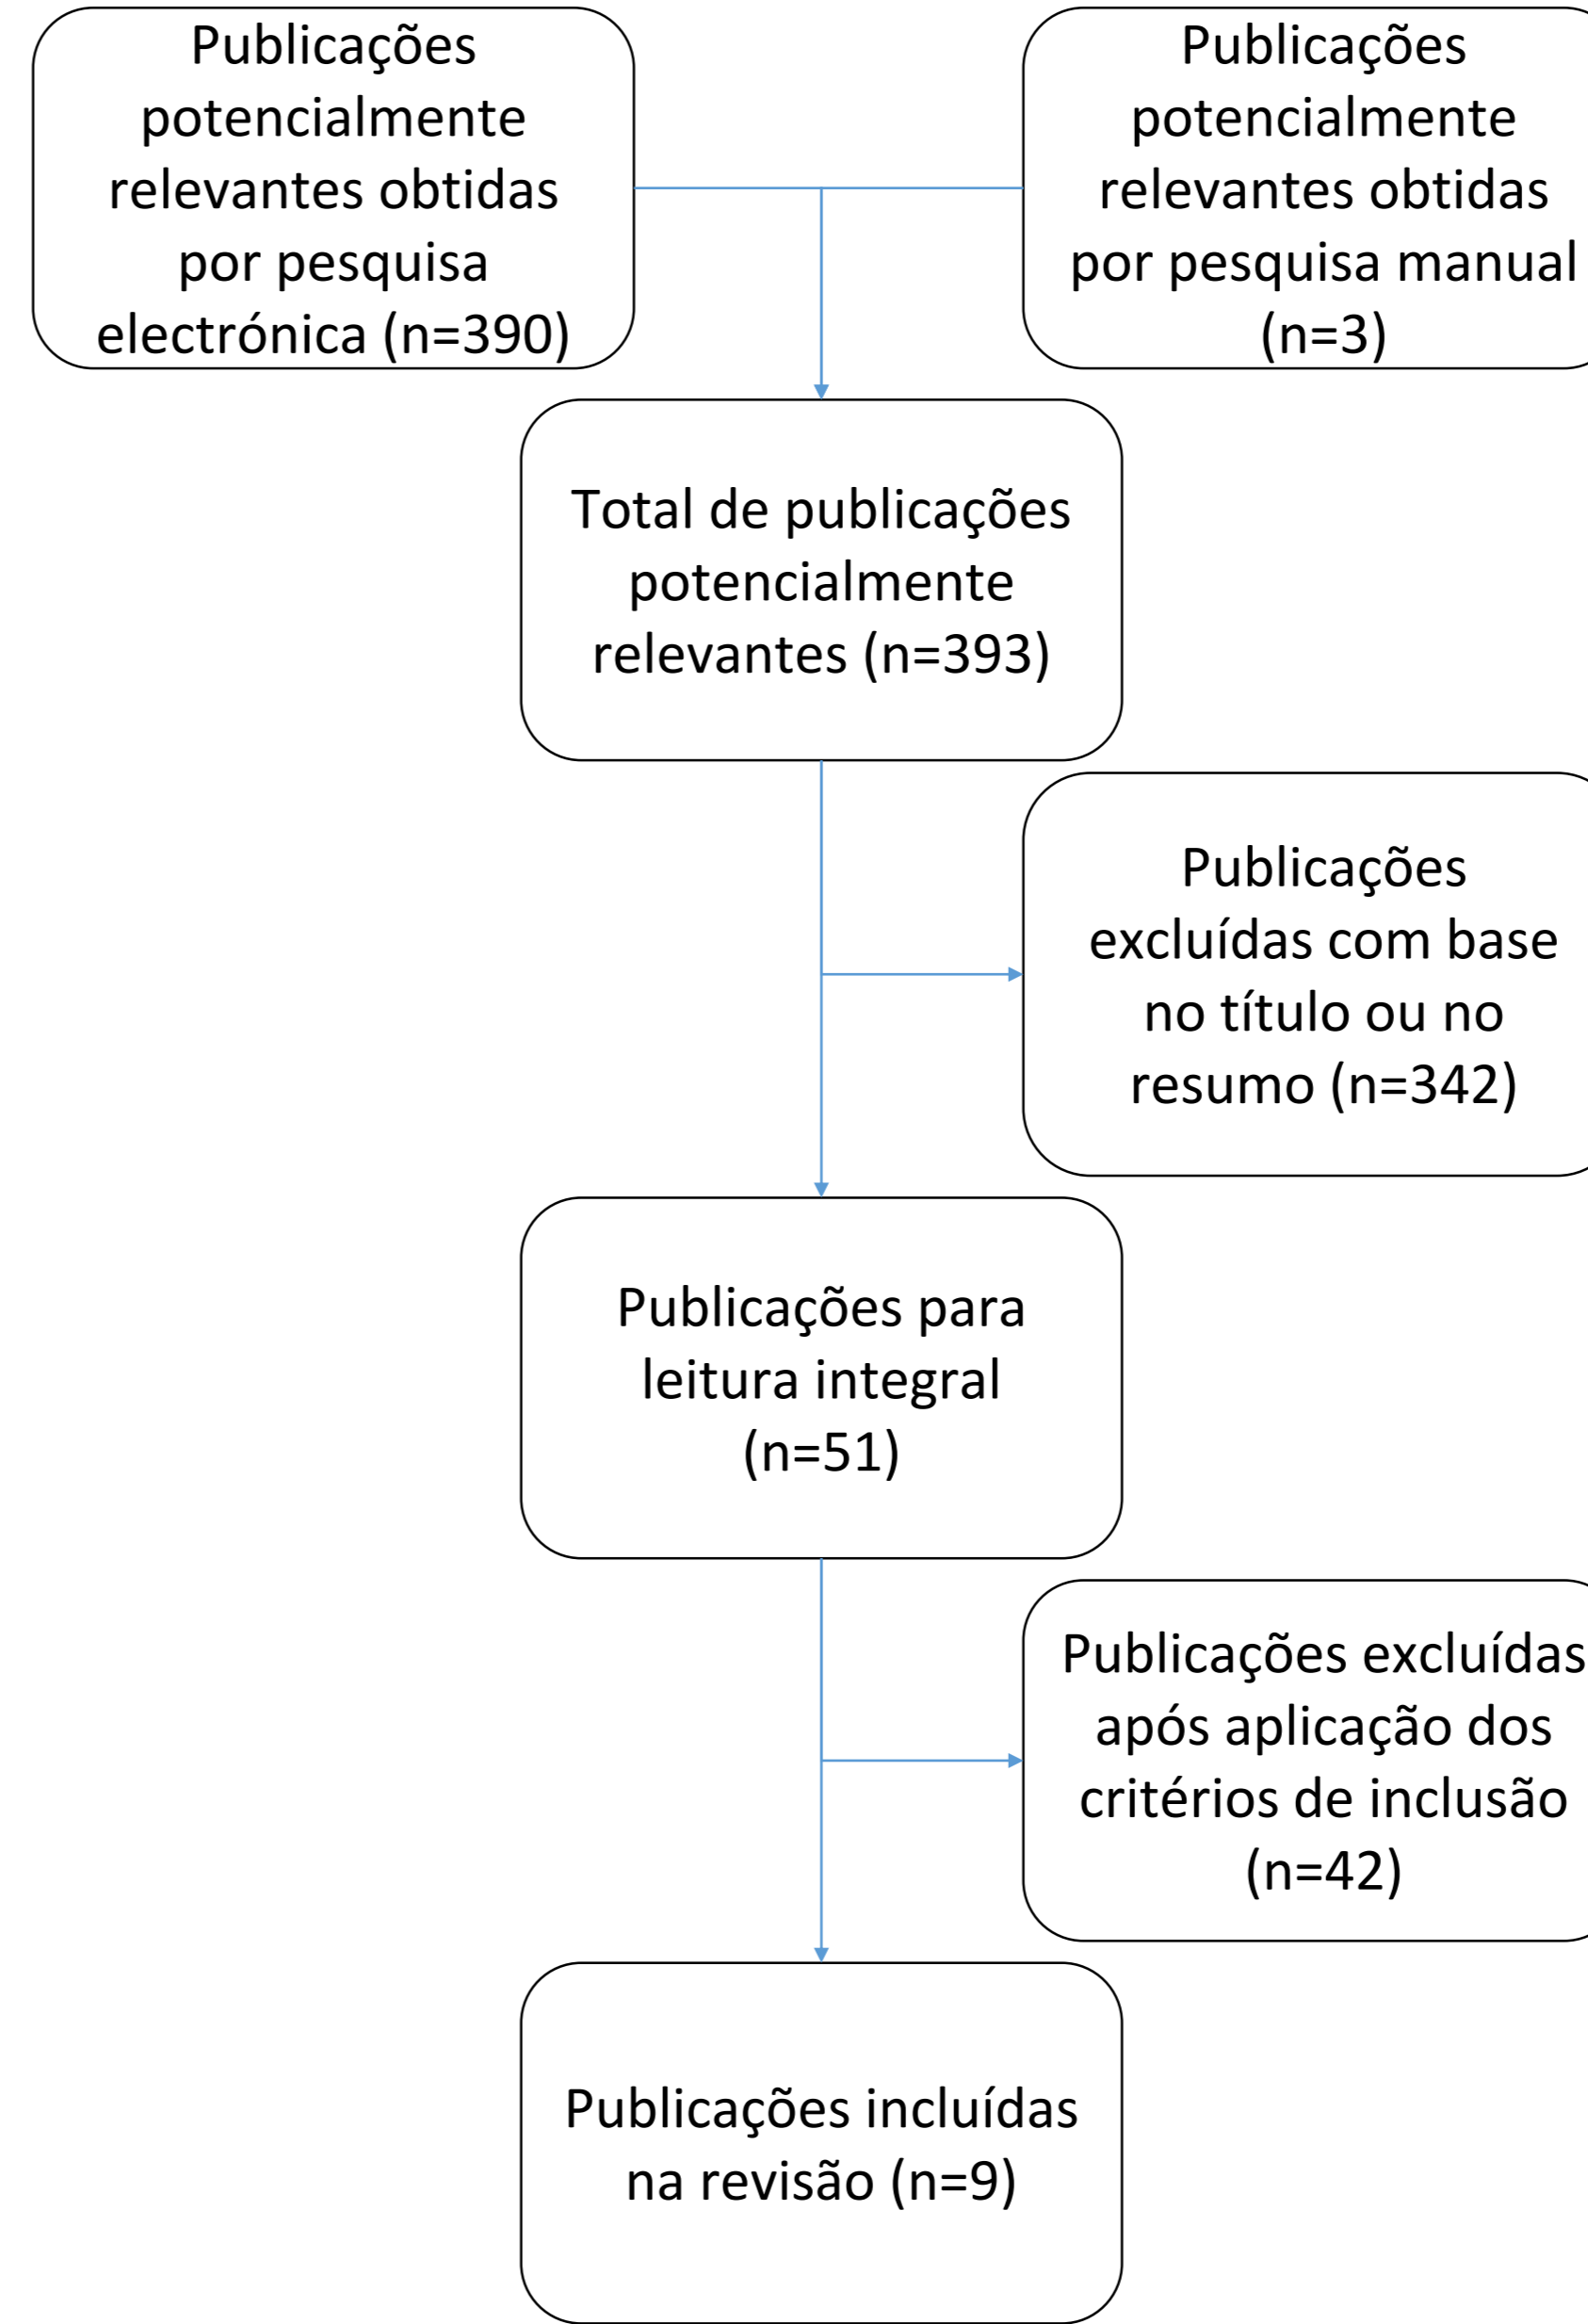 Publicações
potencialmente
relevantes obtidas
por pesquisa
electrónica (n=390)
Publicações
potencialmente
relevantes obtidas
por pesquisa manual
(n=3)
Total de publicações
potencialmente
relevantes (n=393)
Publicações
excluídas com base
no título ou no
resumo (n=342)
Publicações para
leitura integral
(n=51)
Publicações excluídas
após aplicação dos
critérios de inclusão
(n=42)
Publicações incluídas
na revisão (n=9)